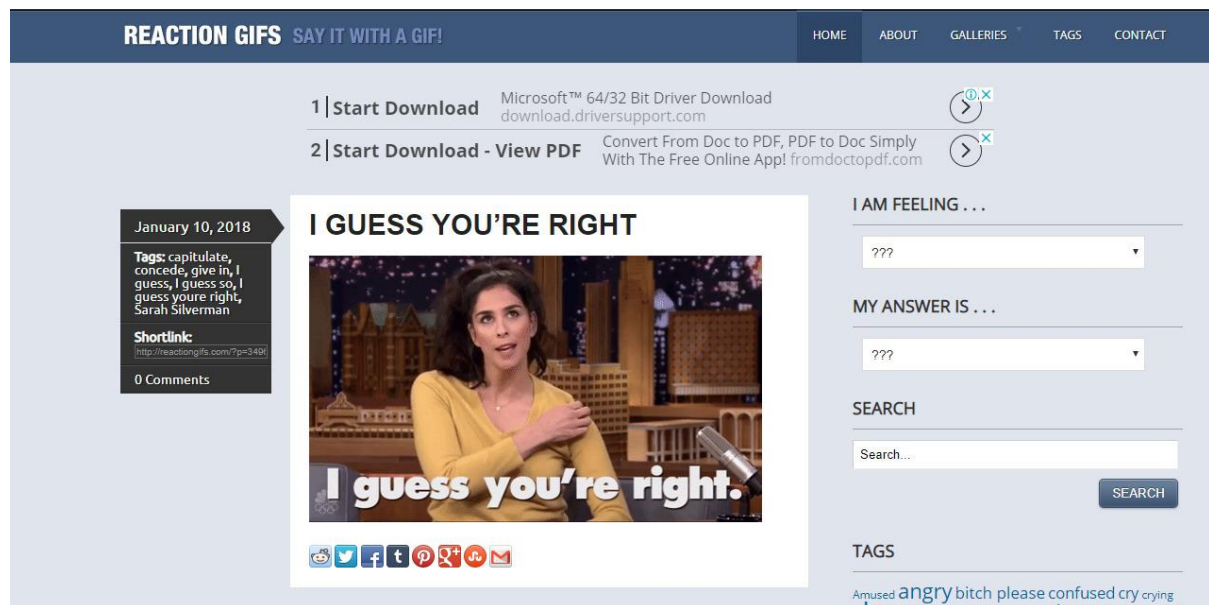 REACTION GIFS SAY IT WITH A GIF!
HOME ABOUT GALLERIES TAGS CONTACT
1 Start Download Microsoft™ 64/32 Bit Driver Download
download.driversupport.com
2 Start Download - View PDF Convert From Doc to PDF, PDF to Doc Simply
With The Free Online App! fromdoctopdf.com
January 10, 2018
Tags: capitulate,
concede, give in, I
guess, I guess so, I
guess youre right,
Sarah Silverman
Shortlink:
http://reactiongifs.com/?p=349
0 Comments
I GUESS YOU’RE RIGHT
I guess you're right.
I AM FEELING . . .
???
MY ANSWER IS . . .
???
SEARCH
Search...
SEARCH
TAGS
Amused angry bitch please confused cry crying